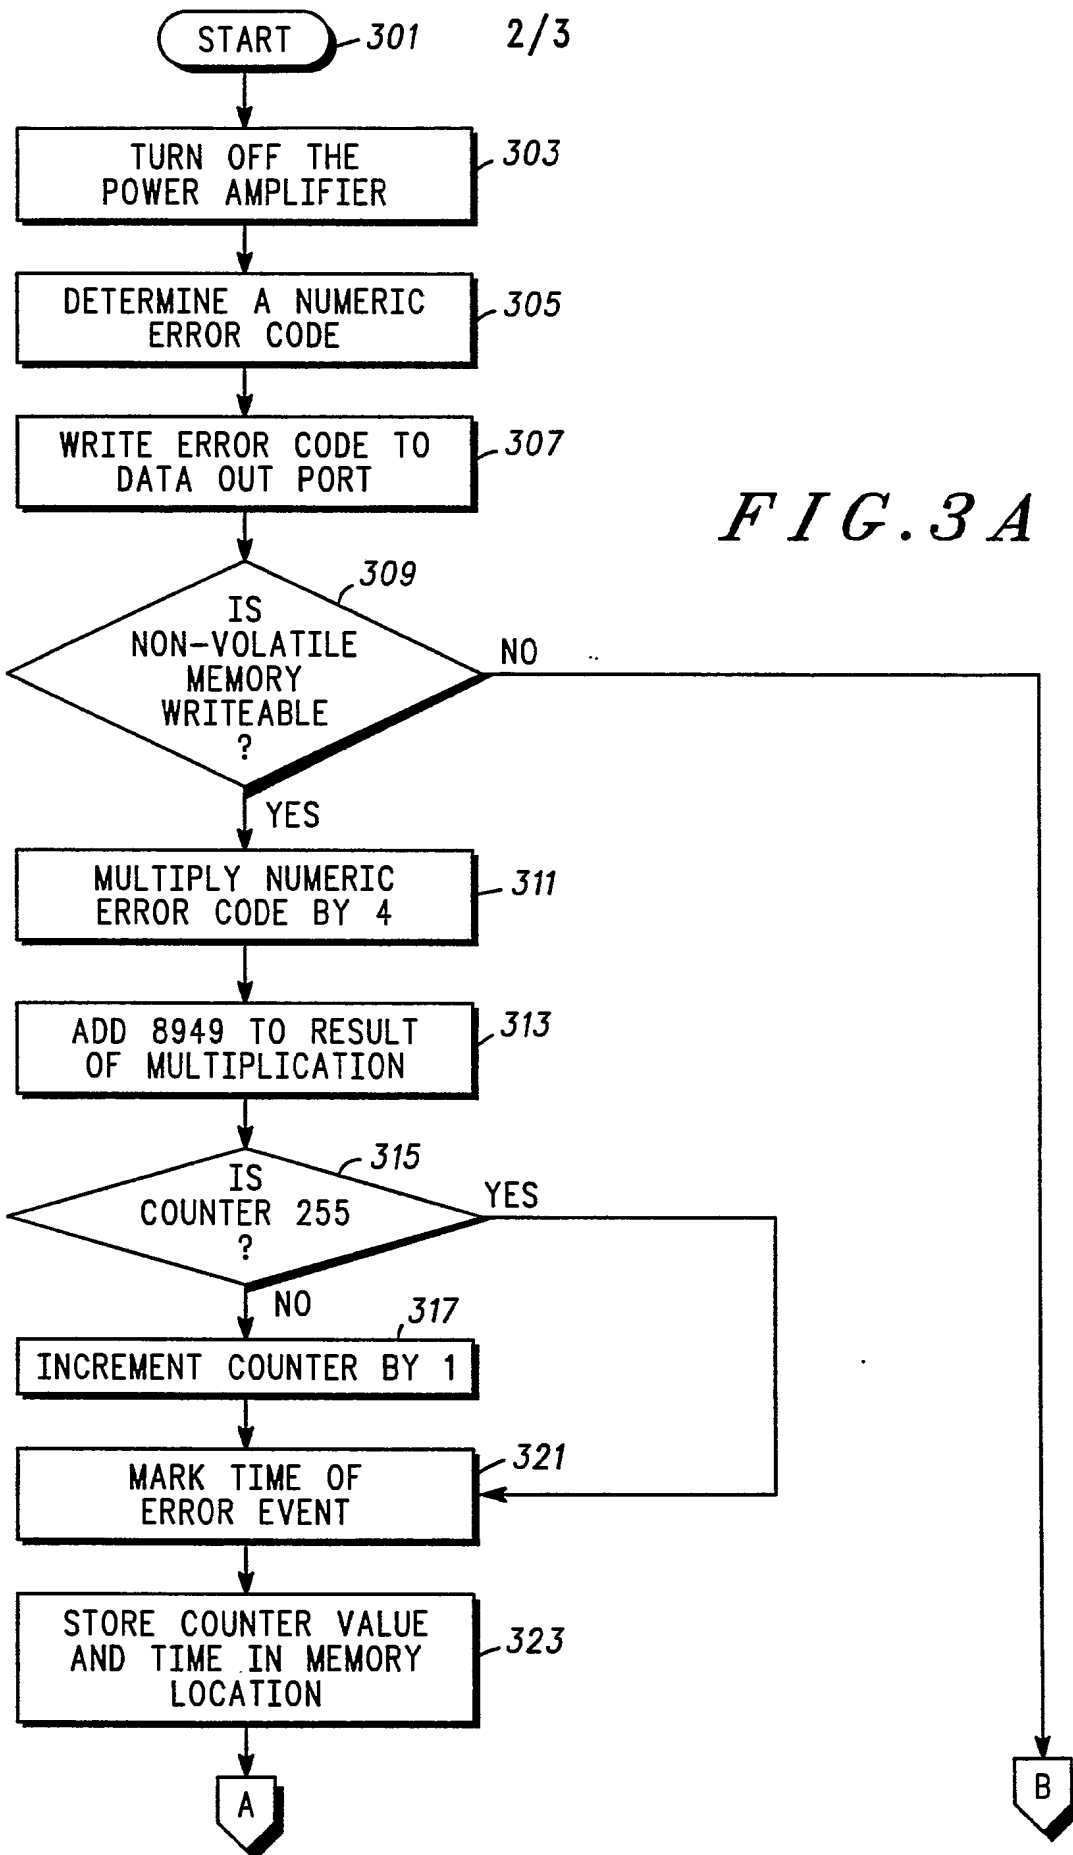 START
301
2/3
TURN OFF THE
POWER AMPLIFIER
303
DETERMINE A NUMERIC
ERROR CODE
305
WRITE ERROR CODE TO
DATA OUT PORT
307
FIG.3A
309
IS
NON-VOLATILE
MEMORY
WRITEABLE
?
NO
YES
MULTIPLY NUMERIC
ERROR CODE BY 4
311
ADD 8949 TO RESULT
OF MULTIPLICATION
313
315
IS
COUNTER 255
?
YES
NO
317
INCREMENT COUNTER BY 1
MARK TIME OF
ERROR EVENT
321
STORE COUNTER VALUE
AND TIME IN MEMORY
LOCATION
323
A
B